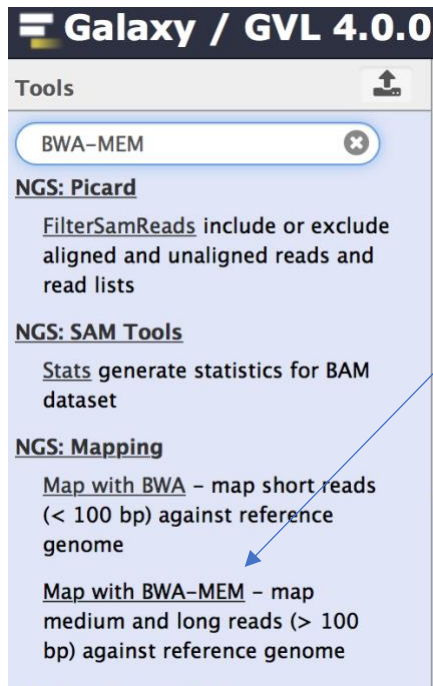 Galaxy / GVL 4.0.0
Tools
BWA-MEM
NGS: Picard
FilterSamReads include or exclude
aligned and unaligned reads and
read lists
NGS: SAM Tools
Stats generate statistics for BAM
dataset
NGS: Mapping
Map with BWA – map short reads
(< 100 bp) against reference
genome
Map with BWA-MEM – map
medium and long reads (> 100
bp) against reference genome